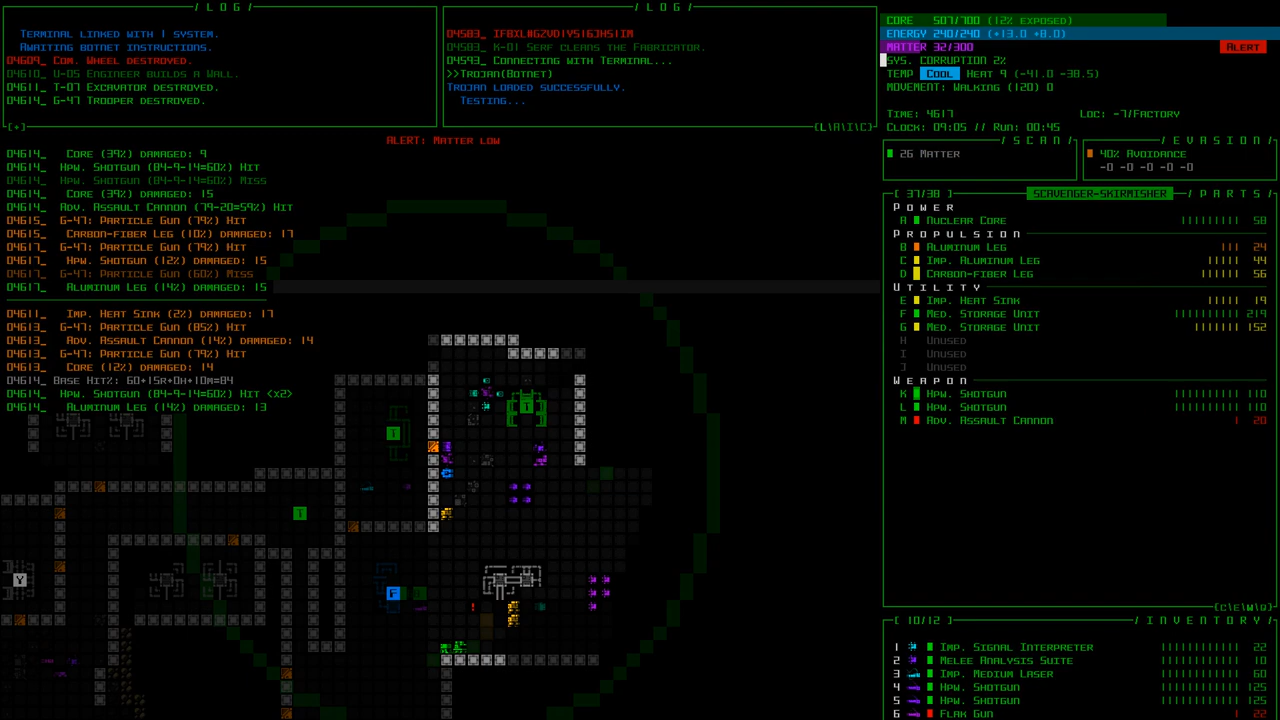 / L O G /
Terminal linked with 1 system.
Awaiting botnet instructions.
04609_ Com. Wheel destroyed.
04610_ U-05 Engineer builds a Wall.
04611_ T-07 Excavator destroyed.
04614_ G-47 Trooper destroyed.
[+]
/ L O G /
04583_ K-01 Serf cleans the Fabricator.
04593_ Connecting with Terminal...
>>Trojan(Botnet)
Trojan loaded successfully.
Testing...
(L\A\I\C)
ALERT: Matter low
04614_ Core (39%) damaged: 9
04614_ Hpw. Shotgun (84-9-14=60%) Hit
04614_ Hpw. Shotgun (84-9-14=60%) Miss
04614_ Core (39%) damaged: 15
04614_ Adv. Assault Cannon (79-20=59%) Hit
04615_ G-47: Particle Gun (79%) Hit
04615_ Carbon-fiber Leg (10%) damaged: 17
04617_ G-47: Particle Gun (79%) Hit
04617_ Hpw. Shotgun (12%) damaged: 15
04617_ G-47: Particle Gun (60%) Miss
04617_ Aluminum Leg (14%) damaged: 15
04611_ Imp. Heat Sink (2%) damaged: 17
04613_ G-47: Particle Gun (85%) Hit
04613_ Adv. Assault Cannon (14%) damaged: 14
04613_ G-47: Particle Gun (79%) Hit
04613_ Core (12%) damaged: 14
04614_ Base Hit%: 60+15r+0h+10m=84
04614_ Hpw. Shotgun (84-9-14=60%) Hit <x2>
04614_ Aluminum Leg (14%) damaged: 13
T
T
T
Y
F
CORE 507/700 (12% exposed)
ENERGY 240/240 (+13.0 +8.0)
MATTER 32/300
Alert
SYS. CORRUPTION 2%
TEMP Cool HEAT 9 (-41.0 -38.5)
MOVEMENT: Walking (120) 0
Time: 4617 Loc: -7/Factory
Clock: 09:05 // Run: 00:45
/ S C A N /
26 Matter
/ E V A S I O N /
40% Avoidance
-0 -0 -0 -0 -0
[ 37/38 ] SCAVENGER-SKIRMISHER / P A R T S /
P o w e r
A Nuclear Core 58
P r o p u l s i o n
B Aluminum Leg 24
C Imp. Aluminum Leg 44
D Carbon-fiber Leg 56
U t i l i t y
E Imp. Heat Sink 19
F Med. Storage Unit 219
G Med. Storage Unit 152
H Unused
I Unused
J Unused
W e a p o n
K Hpw. Shotgun 110
L Hpw. Shotgun 110
M Adv. Assault Cannon 20
(C\E\W\Q)
[ 10/12 ] / I N V E N T O R Y /
1 Imp. Signal Interpreter 22
2 Melee Analysis Suite 10
3 Imp. Medium Laser 60
4 Hpw. Shotgun 125
5 Hpw. Shotgun 125
6 Flak Gun 22